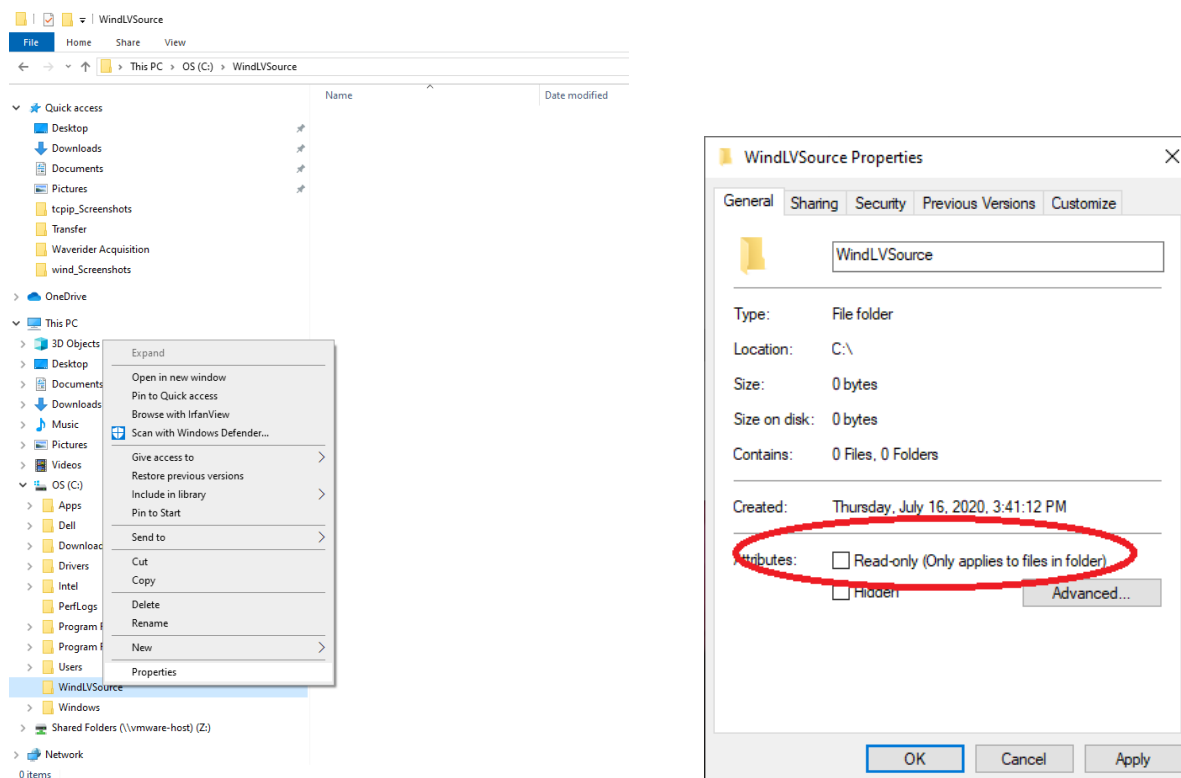 WindLVSource
File Home Share View
This PC > OS (C:) > WindLVSource
Name Date modified
Quick access
Desktop
Downloads
Documents
Pictures
tcpip_Screenshots
Transfer
Waverider Acquisition
wind_Screenshots
OneDrive
This PC
3D Objects
Desktop
Documents
Downloads
Music
Pictures
Videos
OS (C:)
Apps
Dell
Downloac
Drivers
Intel
PerfLogs
Program F
Program F
Users
WindLVSource
Windows
Shared Folders (\\vmware-host) (Z:)
Network
0 items
Expand
Open in new window
Pin to Quick access
Browse with IrfanView
Scan with Windows Defender...
Give access to
Restore previous versions
Include in library
Pin to Start
Send to
Cut
Copy
Delete
Rename
New
Properties
WindLVSource Properties
General Sharing Security Previous Versions Customize
WindLVSource
Type: File folder
Location: C:\
Size: 0 bytes
Size on disk: 0 bytes
Contains: 0 Files, 0 Folders
Created: Thursday, July 16, 2020, 3:41:12 PM
Attributes: Read-only (Only applies to files in folder)
Hidden Advanced...
OK Cancel Apply